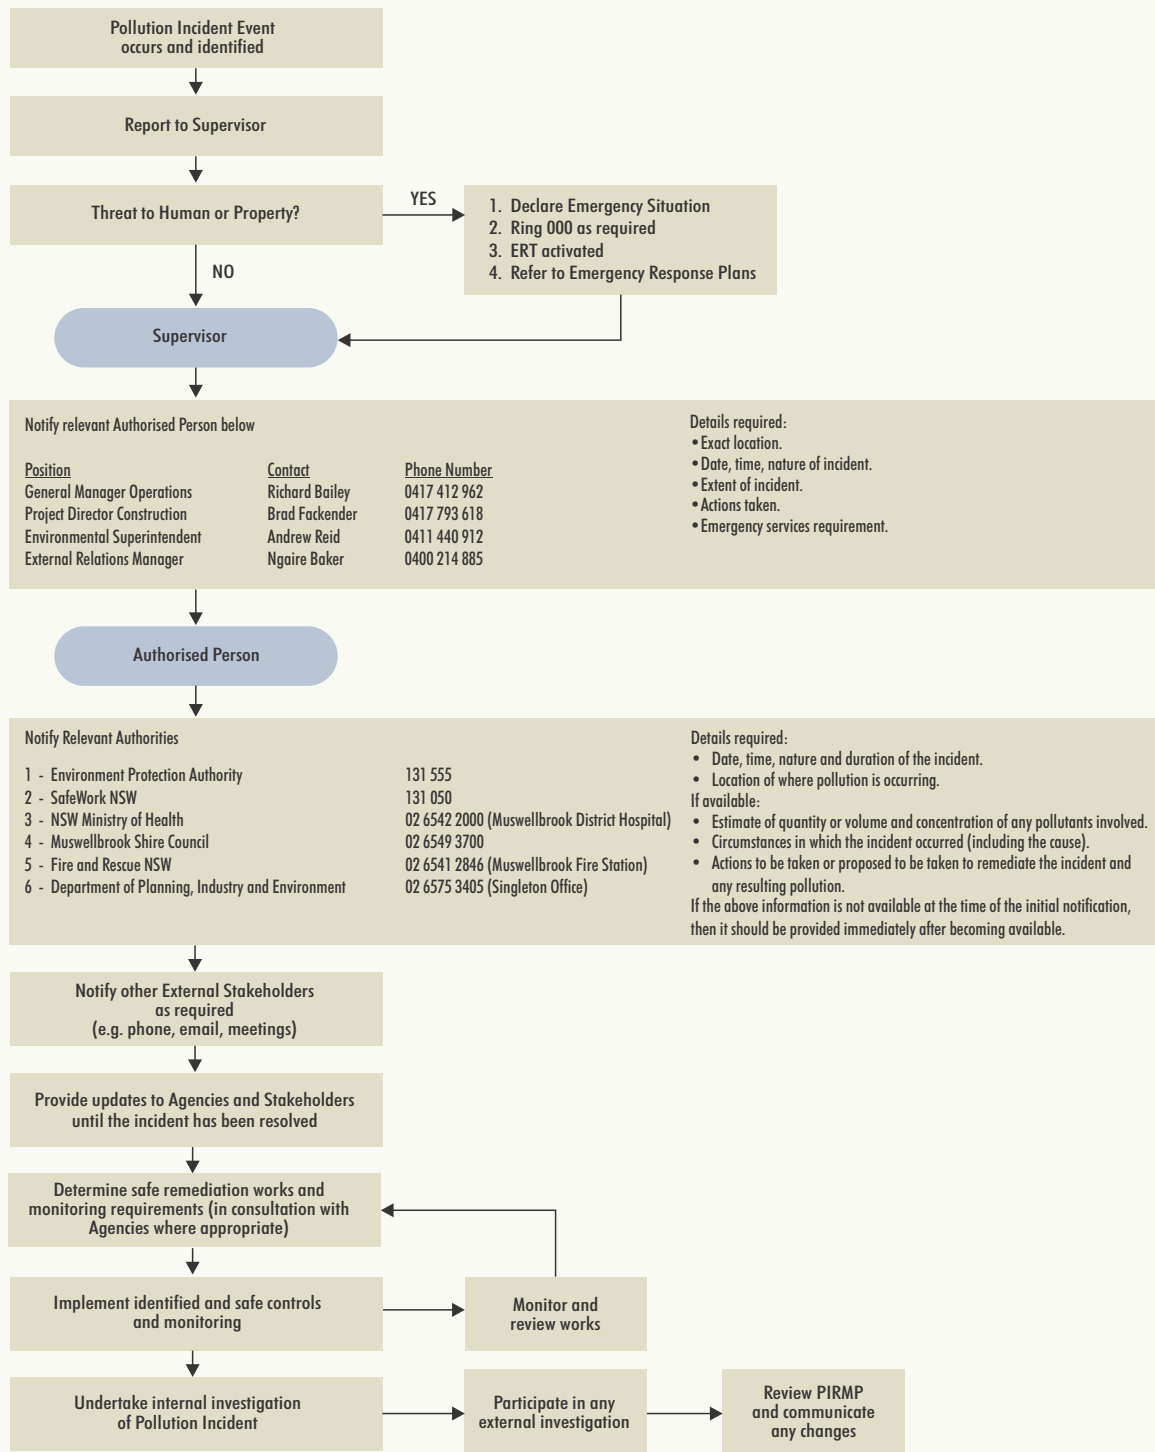 Pollution Incident Event
occurs and identified
Report to Supervisor
Threat to Human or Property?
YES
1. Declare Emergency Situation
2. Ring 000 as required
3. ERT activated
4. Refer to Emergency Response Plans
NO
Supervisor
Notify relevant Authorised Person below
Position Contact Phone Number
General Manager Operations Richard Bailey 0417 412 962
Project Director Construction Brad Fackender 0417 793 618
Environmental Superintendent Andrew Reid 0411 440 912
External Relations Manager Ngaire Baker 0400 214 885
Details required:
• Exact location.
• Date, time, nature of incident.
• Extent of incident.
• Actions taken.
• Emergency services requirement.
Authorised Person
Notify Relevant Authorities
1 - Environment Protection Authority 131 555
2 - SafeWork NSW 131 050
3 - NSW Ministry of Health 02 6542 2000 (Muswellbrook District Hospital)
4 - Muswellbrook Shire Council 02 6549 3700
5 - Fire and Rescue NSW 02 6541 2846 (Muswellbrook Fire Station)
6 - Department of Planning, Industry and Environment 02 6575 3405 (Singleton Office)
Details required:
• Date, time, nature and duration of the incident.
• Location of where pollution is occurring.
If available:
• Estimate of quantity or volume and concentration of any pollutants involved.
• Circumstances in which the incident occurred (including the cause).
• Actions to be taken or proposed to be taken to remediate the incident and
any resulting pollution.
If the above information is not available at the time of the initial notification,
then it should be provided immediately after becoming available.
Notify other External Stakeholders
as required
(e.g. phone, email, meetings)
Provide updates to Agencies and Stakeholders
until the incident has been resolved
Determine safe remediation works and
monitoring requirements (in consultation with
Agencies where appropriate)
Implement identified and safe controls
and monitoring
Monitor and
review works
Undertake internal investigation
of Pollution Incident
Participate in any
external investigation
Review PIRMP
and communicate
any changes